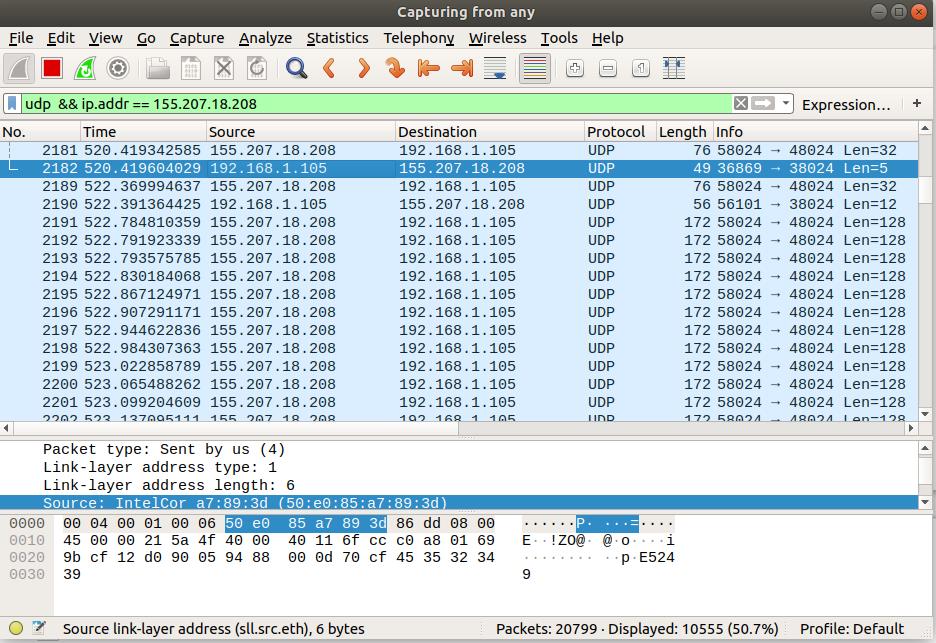 Capturing from any
File Edit View Go Capture Analyze Statistics Telephony Wireless Tools Help
udp && ip.addr == 155.207.18.208 Expression… +
No. Time Source Destination Protocol Length Info
2181 520.419342585 155.207.18.208 192.168.1.105 UDP 76 58024 → 48024 Len=32
2182 520.419604029 192.168.1.105 155.207.18.208 UDP 49 36869 → 38024 Len=5
2189 522.369994637 155.207.18.208 192.168.1.105 UDP 76 58024 → 48024 Len=32
2190 522.391364425 192.168.1.105 155.207.18.208 UDP 56 56101 → 38024 Len=12
2191 522.784810359 155.207.18.208 192.168.1.105 UDP 172 58024 → 48024 Len=128
2192 522.791923339 155.207.18.208 192.168.1.105 UDP 172 58024 → 48024 Len=128
2193 522.793575785 155.207.18.208 192.168.1.105 UDP 172 58024 → 48024 Len=128
2194 522.830184068 155.207.18.208 192.168.1.105 UDP 172 58024 → 48024 Len=128
2195 522.867124971 155.207.18.208 192.168.1.105 UDP 172 58024 → 48024 Len=128
2196 522.907291171 155.207.18.208 192.168.1.105 UDP 172 58024 → 48024 Len=128
2197 522.944622836 155.207.18.208 192.168.1.105 UDP 172 58024 → 48024 Len=128
2198 522.984307363 155.207.18.208 192.168.1.105 UDP 172 58024 → 48024 Len=128
2199 523.022858789 155.207.18.208 192.168.1.105 UDP 172 58024 → 48024 Len=128
2200 523.065488262 155.207.18.208 192.168.1.105 UDP 172 58024 → 48024 Len=128
2201 523.099204609 155.207.18.208 192.168.1.105 UDP 172 58024 → 48024 Len=128
2202 523.137095111 155.207.18.208 192.168.1.105 UDP 172 58024 → 48024 Len=128
Packet type: Sent by us (4)
Link-layer address type: 1
Link-layer address length: 6
Source: IntelCor_a7:89:3d (50:e0:85:a7:89:3d)
0000 00 04 00 01 00 06 50 e0 85 a7 89 3d 86 dd 08 00 ······P· ···=····
0010 45 00 00 21 5a 4f 40 00 40 11 6f cc c0 a8 01 69 E··!ZO@· @·o····i
0020 9b cf 12 d0 90 05 94 88 00 0d 70 cf 45 35 32 34 ········ ··p·E524
0030 39 9
Source link-layer address (sll.src.eth), 6 bytes Packets: 20799 · Displayed: 10555 (50.7%) Profile: Default